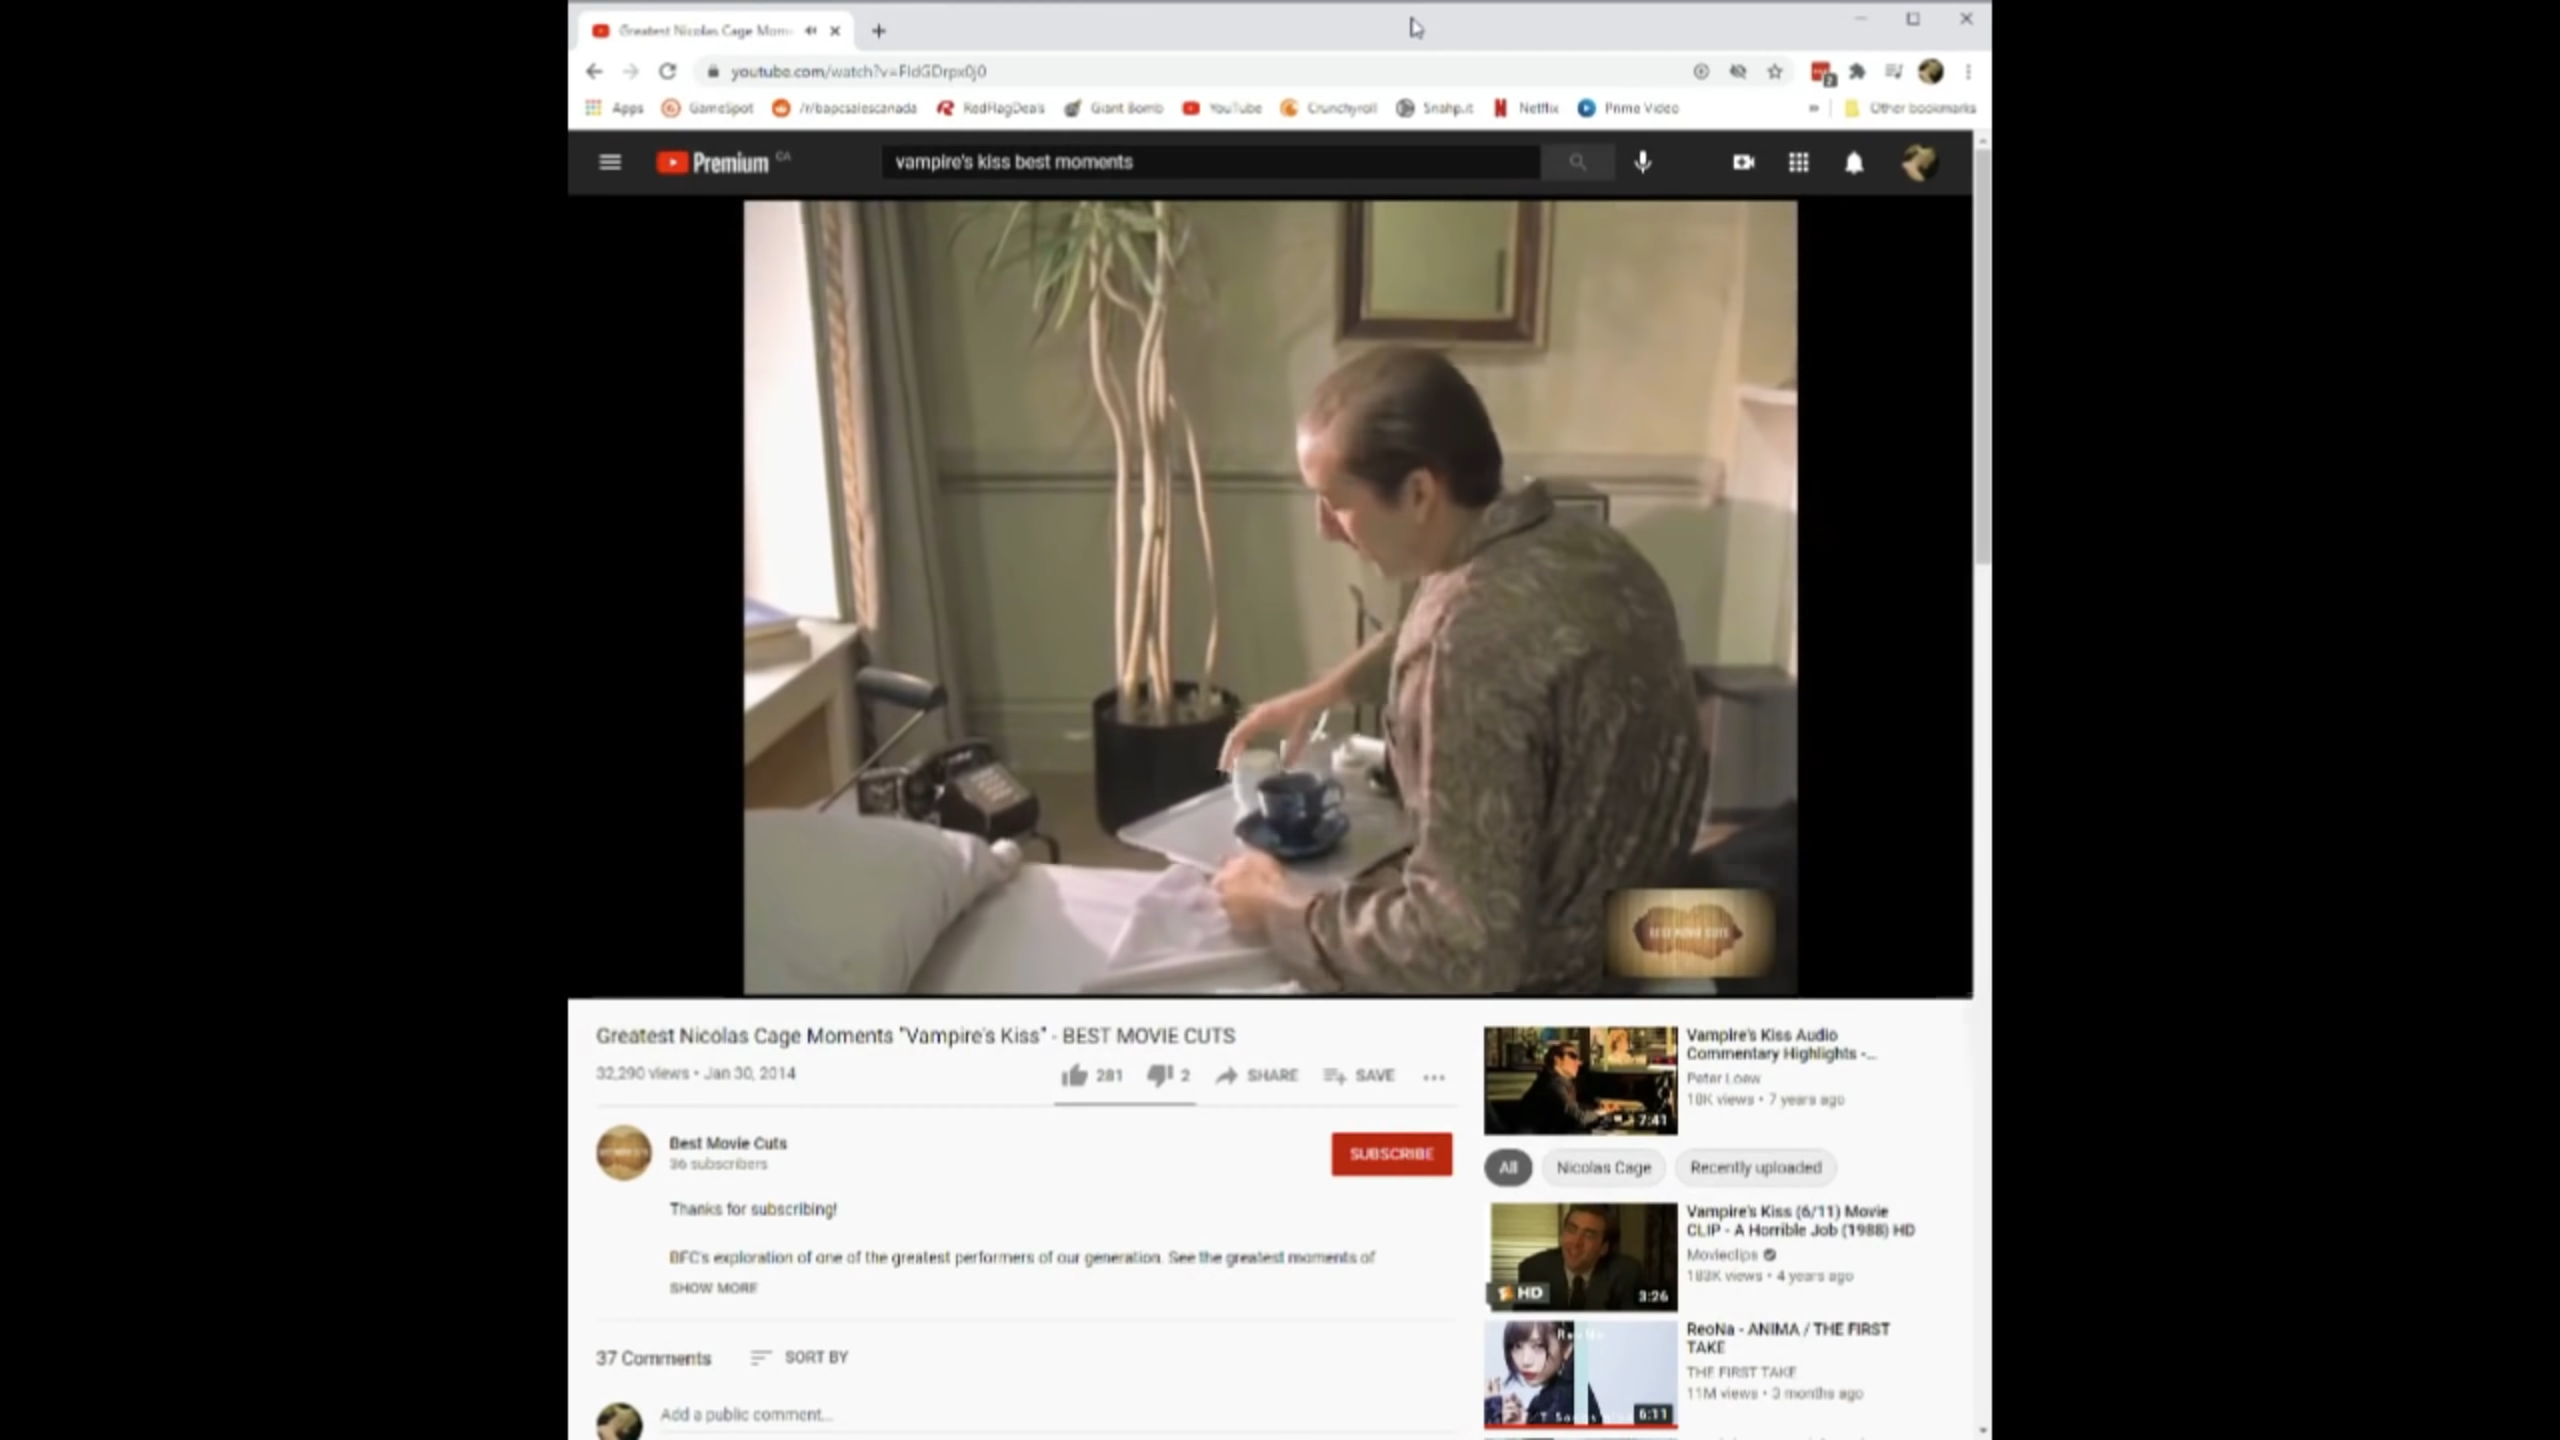 Greatest Nicolas Cage Mom
youtube.com/watch?v=FIdGDrpx0j0
Apps GameSpot /r/bapcsalescanada RedFlagDeals Giant Bomb YouTube Crunchyroll Snahp.it Netflix Prime Video » Other bookmarks
Premium CA
vampire's kiss best moments
BEST MOVIE CUTS
Greatest Nicolas Cage Moments "Vampire's Kiss" - BEST MOVIE CUTS
32,290 views • Jan 30, 2014
281 2 SHARE SAVE ...
Best Movie Cuts
36 subscribers
SUBSCRIBE
Thanks for subscribing!
BFC's exploration of one of the greatest performers of our generation. See the greatest moments of
SHOW MORE
37 Comments SORT BY
Add a public comment...
Vampire's Kiss Audio
Commentary Highlights -...
Peter Loew
18K views • 7 years ago
7:41
All Nicolas Cage Recently uploaded
Vampire's Kiss (6/11) Movie
CLIP - A Horrible Job (1988) HD
Movieclips
183K views • 4 years ago
HD 3:26
ReoNa - ANIMA / THE FIRST
TAKE
THE FIRST TAKE
11M views • 3 months ago
6:11